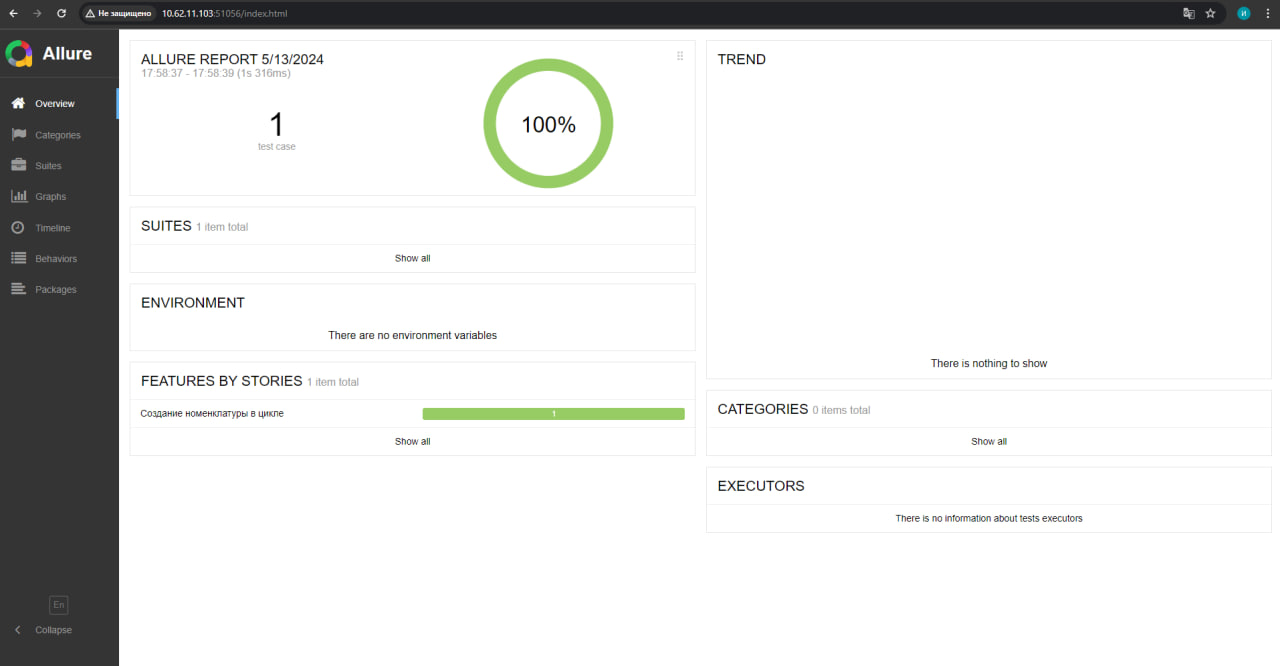 Не защищено 10.62.11.103:51056/index.html
И
Allure
Overview
Categories
Suites
Graphs
Timeline
Behaviors
Packages
En
Collapse
ALLURE REPORT 5/13/2024
17:58:37 - 17:58:39 (1s 316ms)
1
test case
100%
SUITES 1 item total
Show all
ENVIRONMENT
There are no environment variables
FEATURES BY STORIES 1 item total
Создание номенклатуры в цикле 1
Show all
TREND
There is nothing to show
CATEGORIES 0 items total
Show all
EXECUTORS
There is no information about tests executors